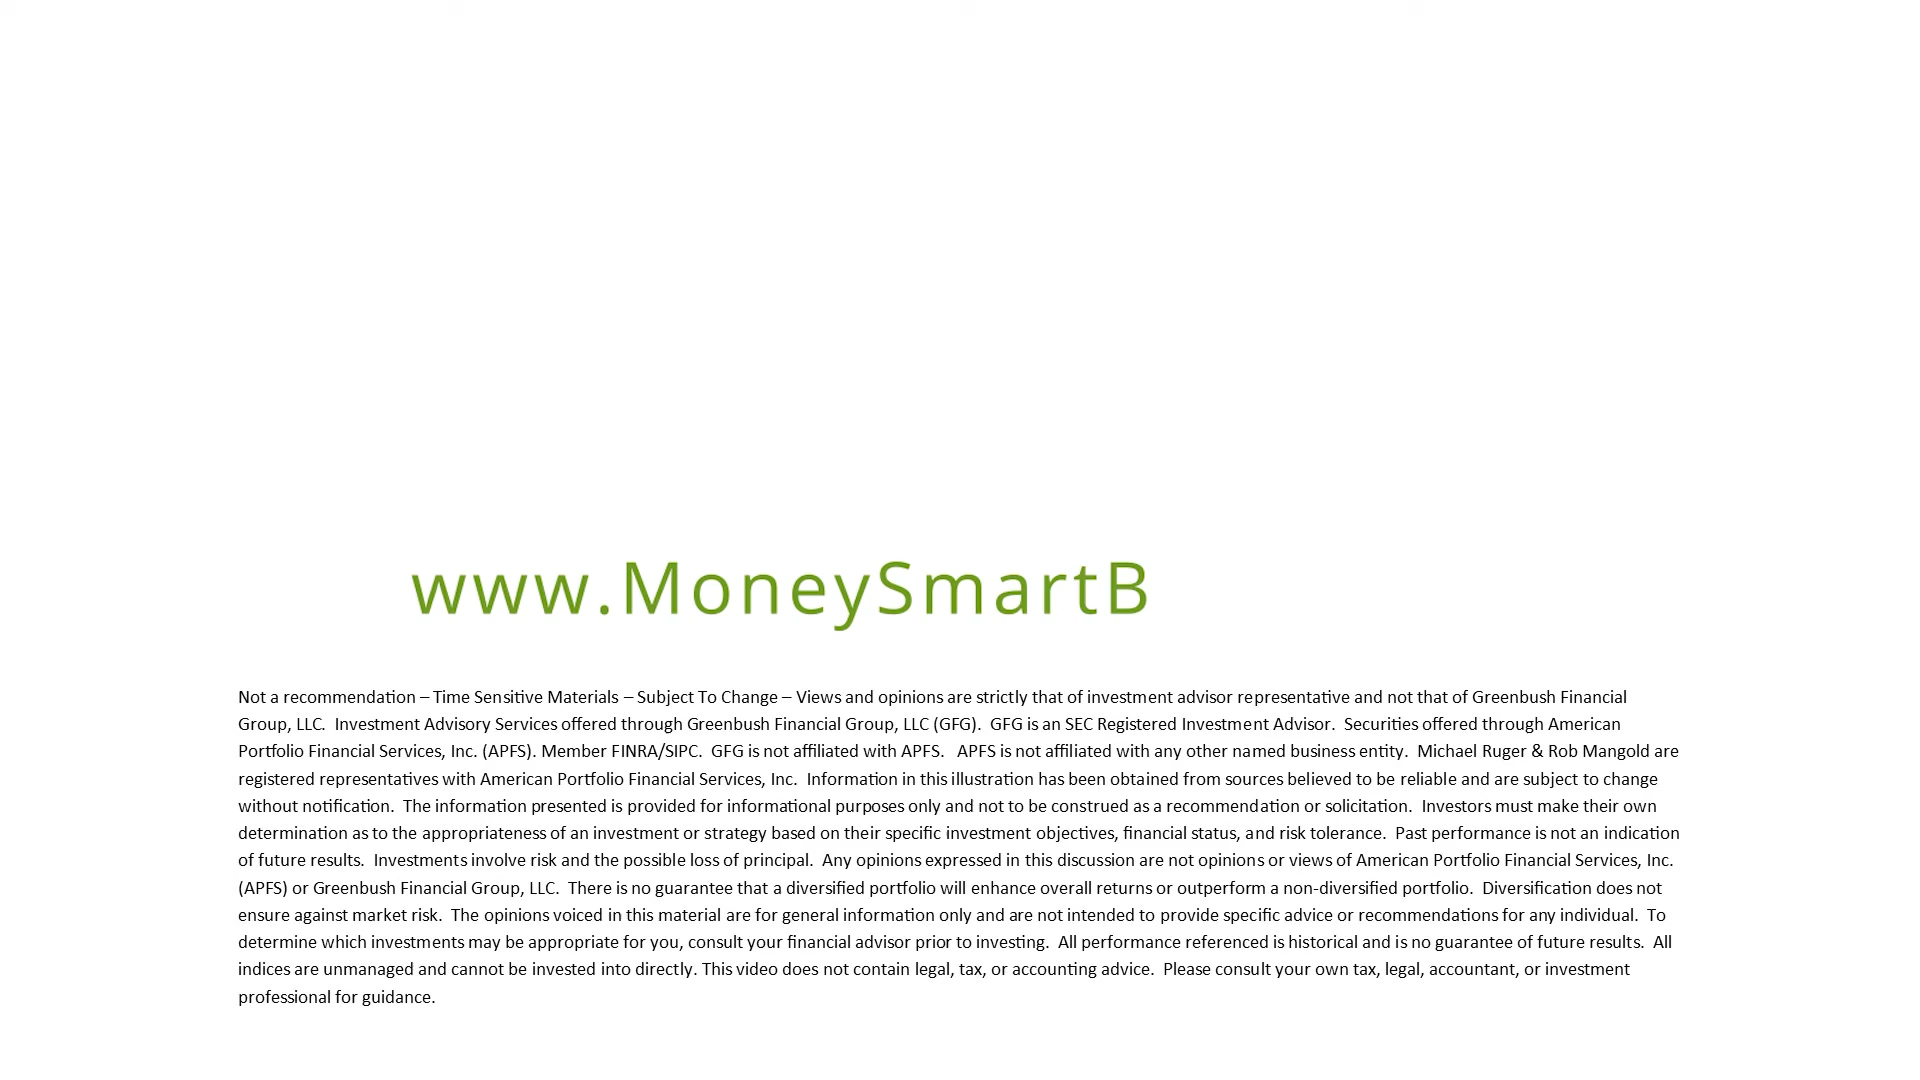 www.MoneySmartB
Not a recommendation – Time Sensitive Materials – Subject To Change – Views and opinions are strictly that of investment advisor representative and not that of Greenbush Financial
Group, LLC.  Investment Advisory Services offered through Greenbush Financial Group, LLC (GFG).  GFG is an SEC Registered Investment Advisor.  Securities offered through American
Portfolio Financial Services, Inc. (APFS). Member FINRA/SIPC.  GFG is not affiliated with APFS.   APFS is not affiliated with any other named business entity.  Michael Ruger & Rob Mangold are
registered representatives with American Portfolio Financial Services, Inc.  Information in this illustration has been obtained from sources believed to be reliable and are subject to change
without notification.  The information presented is provided for informational purposes only and not to be construed as a recommendation or solicitation.  Investors must make their own
determination as to the appropriateness of an investment or strategy based on their specific investment objectives, financial status, and risk tolerance.  Past performance is not an indication
of future results.  Investments involve risk and the possible loss of principal.  Any opinions expressed in this discussion are not opinions or views of American Portfolio Financial Services, Inc.
(APFS) or Greenbush Financial Group, LLC.  There is no guarantee that a diversified portfolio will enhance overall returns or outperform a non-diversified portfolio.  Diversification does not
ensure against market risk.  The opinions voiced in this material are for general information only and are not intended to provide specific advice or recommendations for any individual.  To
determine which investments may be appropriate for you, consult your financial advisor prior to investing.  All performance referenced is historical and is no guarantee of future results.  All
indices are unmanaged and cannot be invested into directly. This video does not contain legal, tax, or accounting advice.  Please consult your own tax, legal, accountant, or investment
professional for guidance.